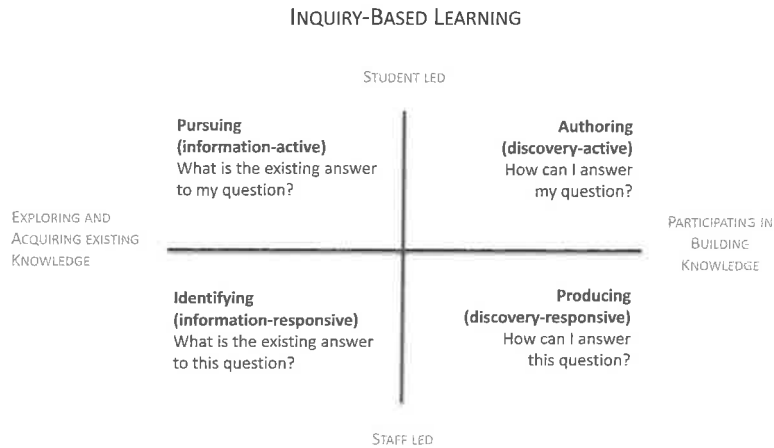 INQUIRY-BASED LEARNING
STUDENT LED
Pursuing
(information-active)
What is the existing answer
to my question?
Authoring
(discovery-active)
How can I answer
my question?
EXPLORING AND
ACQUIRING EXISTING
KNOWLEDGE
PARTICIPATING IN
BUILDING
KNOWLEDGE
Identifying
(information-responsive)
What is the existing answer
to this question?
Producing
(discovery-responsive)
How can I answer
this question?
STAFF LED